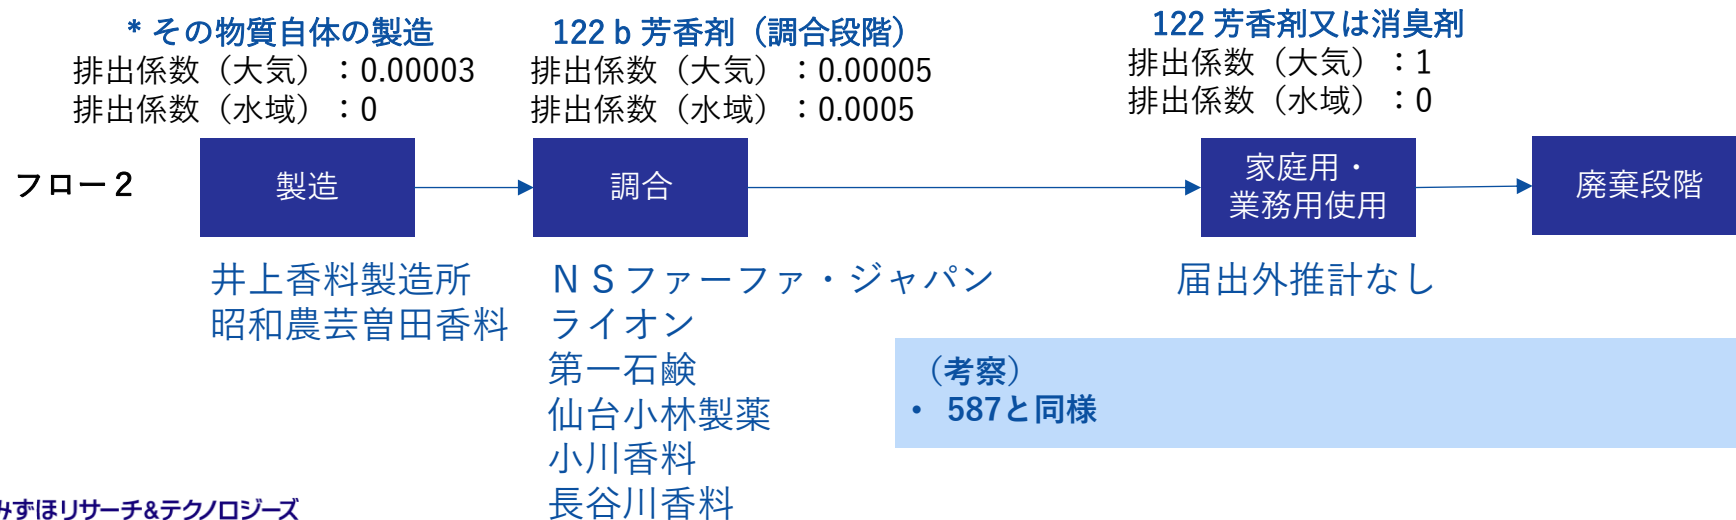 * その物質自体の製造
排出係数（大気）：0.00003
排出係数（水域）：0
122 b 芳香剤（調合段階）
排出係数（大気）：0.00005
排出係数（水域）：0.0005
122 芳香剤又は消臭剤
排出係数（大気）：1
排出係数（水域）：0
フロー２
製造
調合
家庭用・
業務用使用
廃棄段階
井上香料製造所
昭和農芸曽田香料
ＮＳファーファ・ジャパン
ライオン
第一石鹸
仙台小林製薬
小川香料
長谷川香料
届出外推計なし
（考察）
• 587と同様
みずほリサーチ&テクノロジーズ